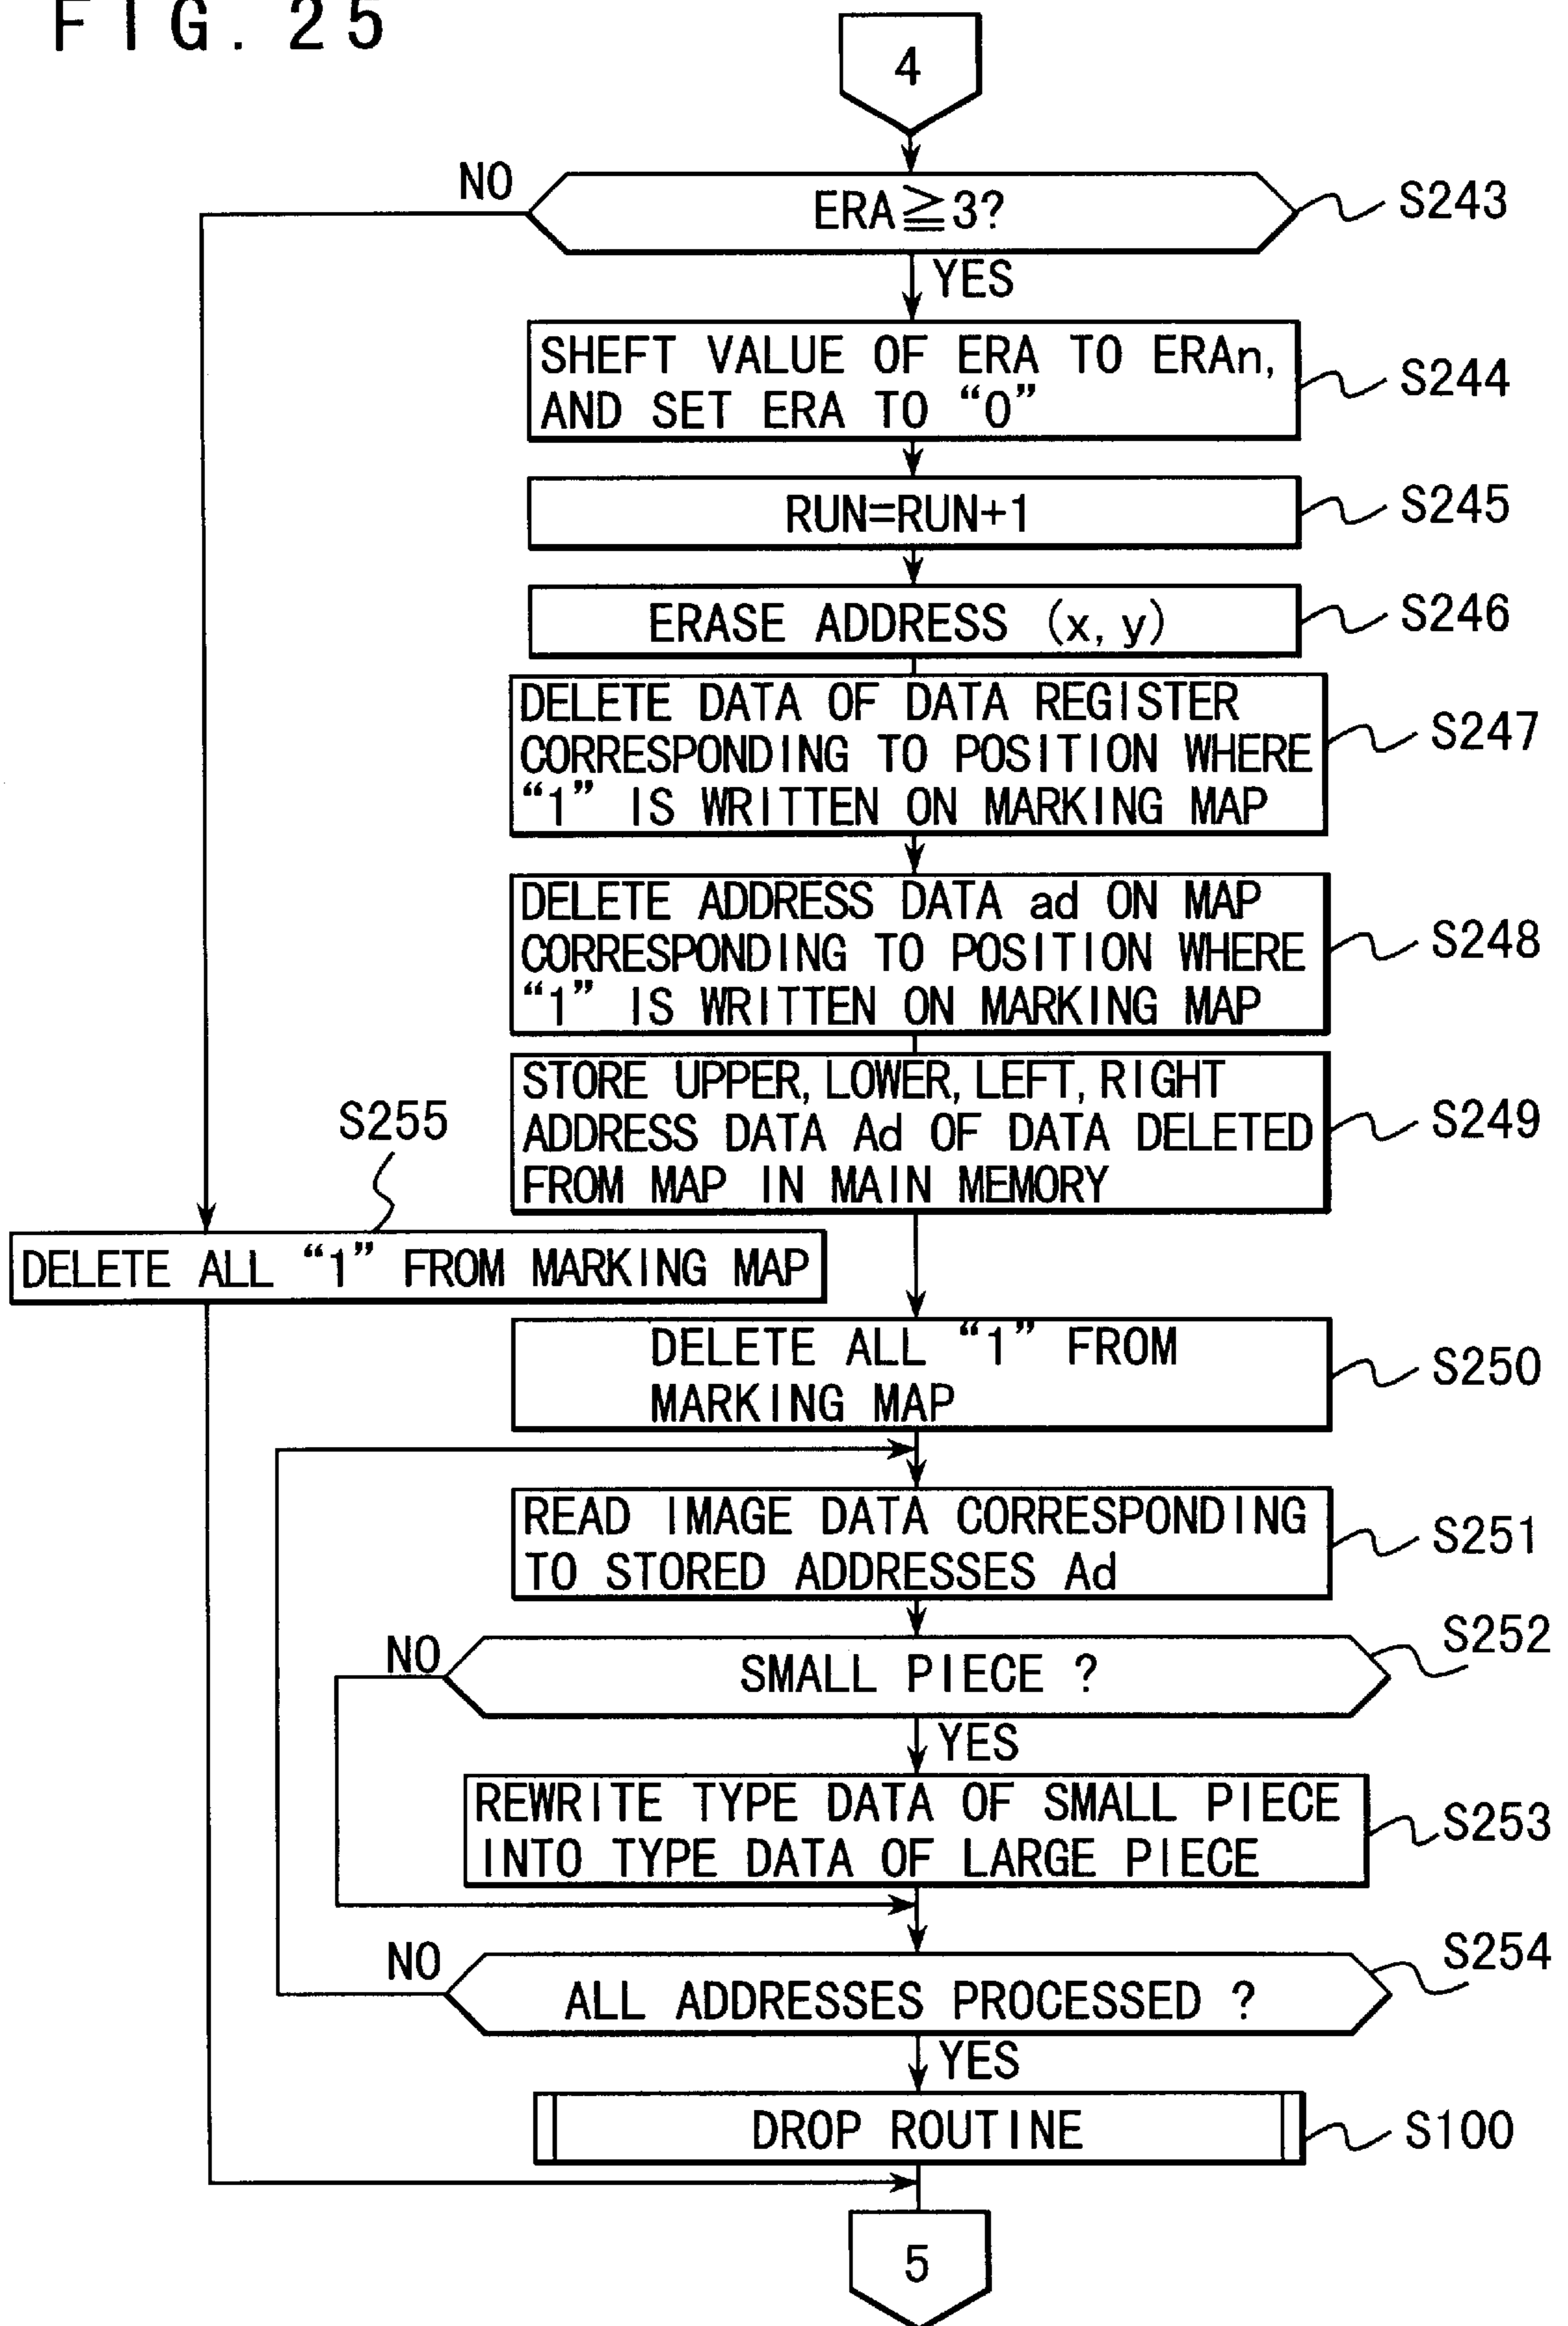 FIG. 25
4
NO
ERA≧3?
S243
YES
SHEFT VALUE OF ERA TO ERAn,
AND SET ERA TO “0”
S244
RUN=RUN+1
S245
ERASE ADDRESS (x, y)
S246
DELETE DATA OF DATA REGISTER
CORRESPONDING TO POSITION WHERE
“1” IS WRITTEN ON MARKING MAP
S247
DELETE ADDRESS DATA ad ON MAP
CORRESPONDING TO POSITION WHERE
“1” IS WRITTEN ON MARKING MAP
S248
STORE UPPER, LOWER, LEFT, RIGHT
ADDRESS DATA Ad OF DATA DELETED
FROM MAP IN MAIN MEMORY
S249
S255
DELETE ALL “1” FROM MARKING MAP
DELETE ALL “1” FROM
MARKING MAP
S250
READ IMAGE DATA CORRESPONDING
TO STORED ADDRESSES Ad
S251
NO
SMALL PIECE ?
S252
YES
REWRITE TYPE DATA OF SMALL PIECE
INTO TYPE DATA OF LARGE PIECE
S253
NO
ALL ADDRESSES PROCESSED ?
S254
YES
DROP ROUTINE
S100
5